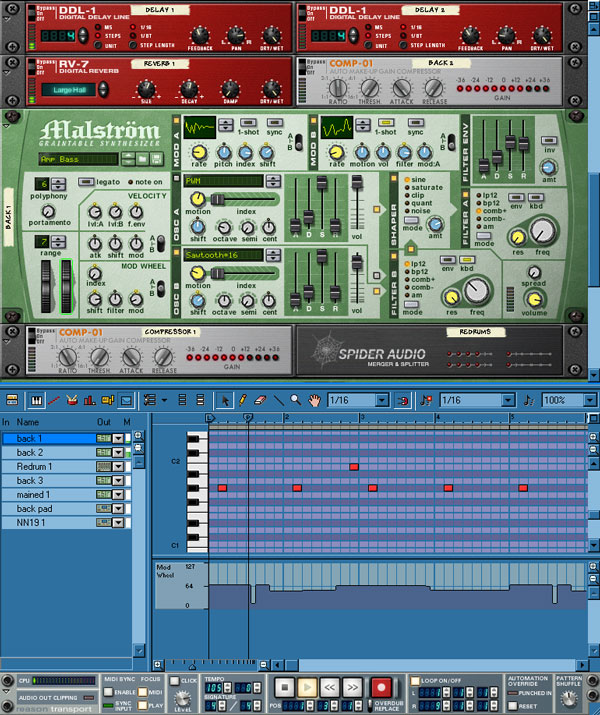 Bypass On Off DDL-1 DIGITAL DELAY LINE DELAY 1
MS STEPS UNIT 1/16 1/8T STEP LENGTH FEEDBACK PAN DRY/WET
Bypass On Off DDL-1 DIGITAL DELAY LINE DELAY 2
MS STEPS UNIT 1/16 1/8T STEP LENGTH FEEDBACK PAN DRY/WET
Bypass On Off RV-7 DIGITAL REVERB REVERB 1
Large Hall SIZE DECAY DAMP DRY/WET
Bypass On Off COMP-01 BACK 2
AUTO MAKE-UP GAIN COMPRESSOR
-36 -24 -12 0 +12 +24 +36
RATIO THRESH. ATTACK RELEASE GAIN
Malström
GRAINTABLE SYNTHESIZER
Amp Bass
MOD A 1-shot sync A B
rate pitch index shift
MOD B 1-shot sync A B
rate motion vol filter mod:A
FILTER ENV A D S R inv amt
BACK 1
6 polyphony legato note on
portamento
VELOCITY
lvl:A lvl:B f.env
7 range atk shift mod A B
MOD WHEEL
index
shift filter mod A B
OSC A PWM
motion index
shift octave semi cent
A D S R vol
OSC B Sawtooth*16
motion index
shift octave semi cent
A D S R vol
SHAPER sine saturate clip quant noise
mode amt
FILTER A lp12 bp12 comb+ comb- am
mode env kbd res freq
FILTER B lp12 bp12 comb+ comb- am
mode env kbd res freq
spread
volume
Bypass On Off COMP-01 COMPRESSOR 1
AUTO MAKE-UP GAIN COMPRESSOR
-36 -24 -12 0 +12 +24 +36
RATIO THRESH. ATTACK RELEASE GAIN
REDRUMS
SPIDER AUDIO
MERGER & SPLITTER
1/16 1/16 100%
In Name Out M
back 1
back 2
Redrum 1
back 3
mained 1
back pad
NN19 1
L P 2 3 4 5
C2
C1
Mod Wheel 127
64
0
CPU
AUDIO OUT CLIPPING
reason transport
MIDI SYNC ENABLE SYNC INPUT
FOCUS MIDI PLAY
CLICK LEVEL
TEMPO
105
SIGNATURE
4 / 4
POS
OVERDUB
REPLACE
LOOP ON/OFF
L
R
AUTOMATION OVERRIDE
PUNCHED IN
RESET
PATTERN SHUFFLE